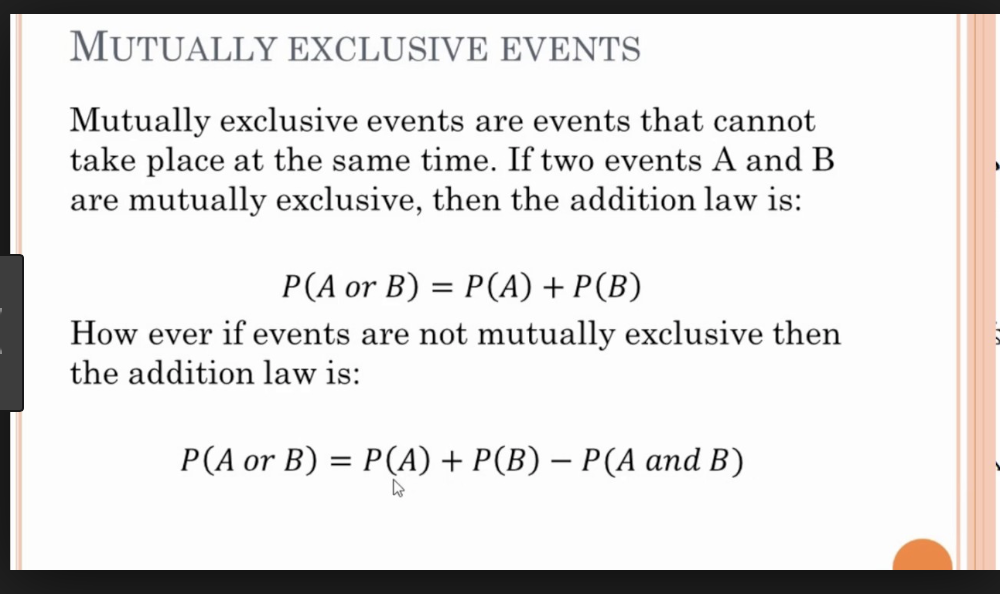 MUTUALLY EXCLUSIVE EVENTS
Mutually exclusive events are events that cannot
take place at the same time. If two events A and B
are mutually exclusive, then the addition law is:
P(A or B) = P(A) + P(B)
How ever if events are not mutually exclusive then
the addition law is:
P(A or B) = P(A) + P(B) − P(A and B)